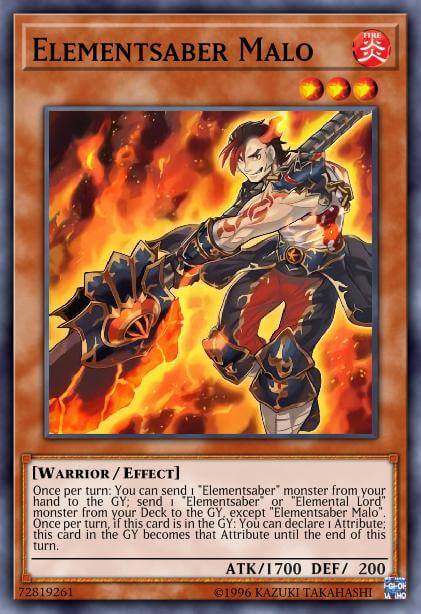 Elementsaber Malo
FIRE
炎
[Warrior / Effect]
Once per turn: You can send 1 "Elementsaber" monster from your
hand to the GY; send 1 "Elementsaber" or "Elemental Lord"
monster from your Deck to the GY, except "Elementsaber Malo".
Once per turn, if this card is in the GY: You can declare 1 Attribute;
this card in the GY becomes that Attribute until the end of this
turn.
ATK/1700 DEF/ 200
72819261
©1996 KAZUKI TAKAHASHI